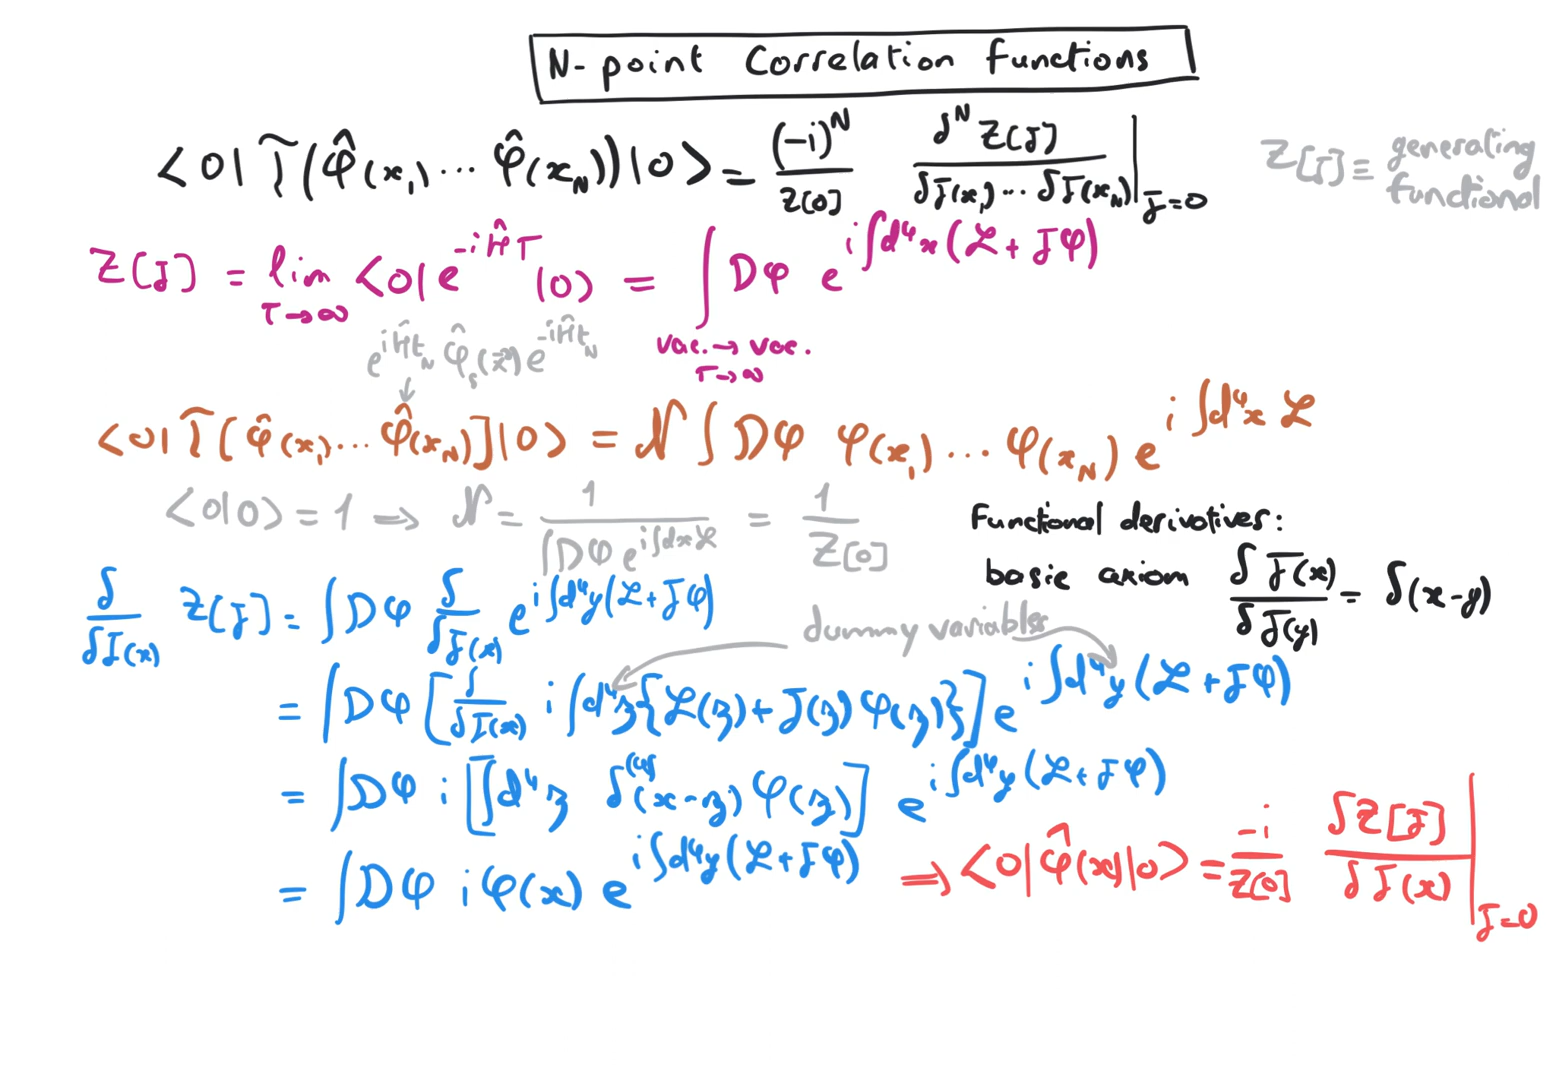 N-point Correlation Functions
<0|T̂(φ̂(x₁)...φ̂(x_N))|0> = (-i)^N / Z[0] δ^N Z[J] / δJ(x₁)...δJ(x_N) |_{J=0}
Z[J] ≡ generating functional
Z[J] = lim_{T→∞} <0|e^{-iĤT}|0> = ∫_{vac.→vac. T→∞} Dφ e^{i∫d⁴x(ℒ+Jφ)}
e^{iĤt_N} φ̂_s(x⃗) e^{-iĤt_N}
<0|T̂[φ̂(x₁)...φ̂(x_N)]|0> = 𝒩 ∫Dφ φ(x₁)...φ(x_N) e^{i∫d⁴x ℒ}
<0|0> = 1 ⇒ 𝒩 = 1 / ∫Dφ e^{i∫dx ℒ} = 1 / Z[0]
Functional derivatives:
basic axiom δJ(x) / δJ(y) = δ(x-y)
δ / δJ(x) Z[J] = ∫Dφ δ / δJ(x) e^{i∫d⁴y(ℒ+Jφ)}
dummy variables
= ∫Dφ [δ / δJ(x) i∫d⁴z{ℒ(z)+J(z)φ(z)}] e^{i∫d⁴y(ℒ+Jφ)}
= ∫Dφ i[∫d⁴z δ^{(4)}(x-z)φ(z)] e^{i∫d⁴y(ℒ+Jφ)}
= ∫Dφ iφ(x) e^{i∫d⁴y(ℒ+Jφ)}
⇒ <0|φ̂(x)|0> = -i / Z[0] δZ[J] / δJ(x) |_{J=0}